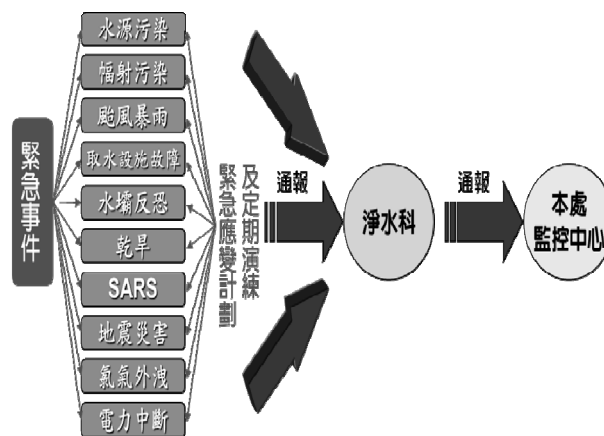 緊急事件
水源污染
幅射污染
颱風暴雨
取水設施故障
水壩反恐
乾旱
SARS
地震災害
氯氣外洩
電力中斷
緊急應變計劃
及定期演練
通報
淨水科
通報
本處
監控中心